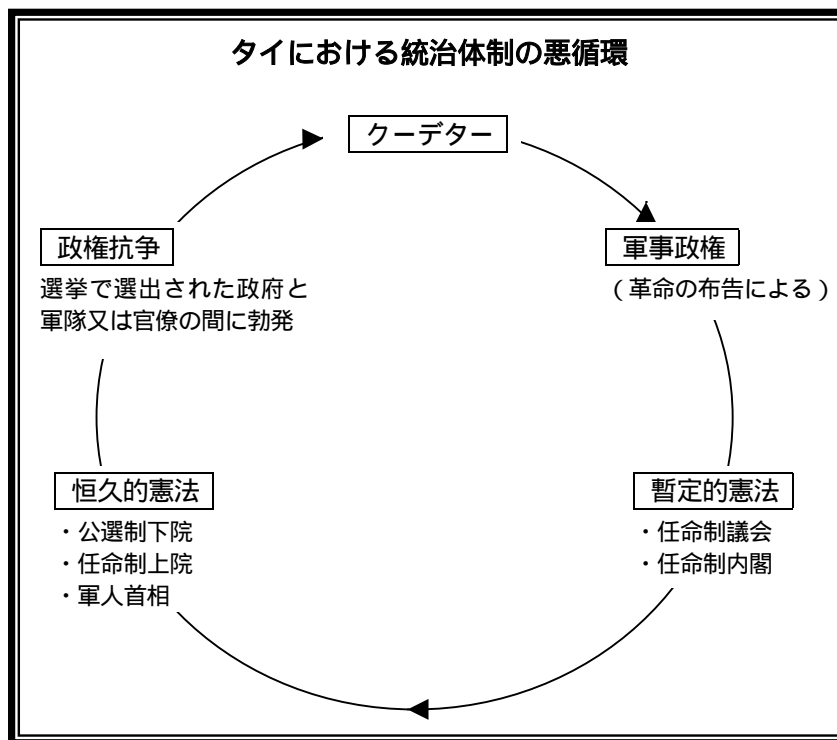 タイにおける統治体制の悪循環
クーデター
軍事政権
（革命の布告による）
暫定的憲法
・任命制議会
・任命制内閣
恒久的憲法
・公選制下院
・任命制上院
・軍人首相
政権抗争
選挙で選出された政府と
軍隊又は官僚の間に勃発